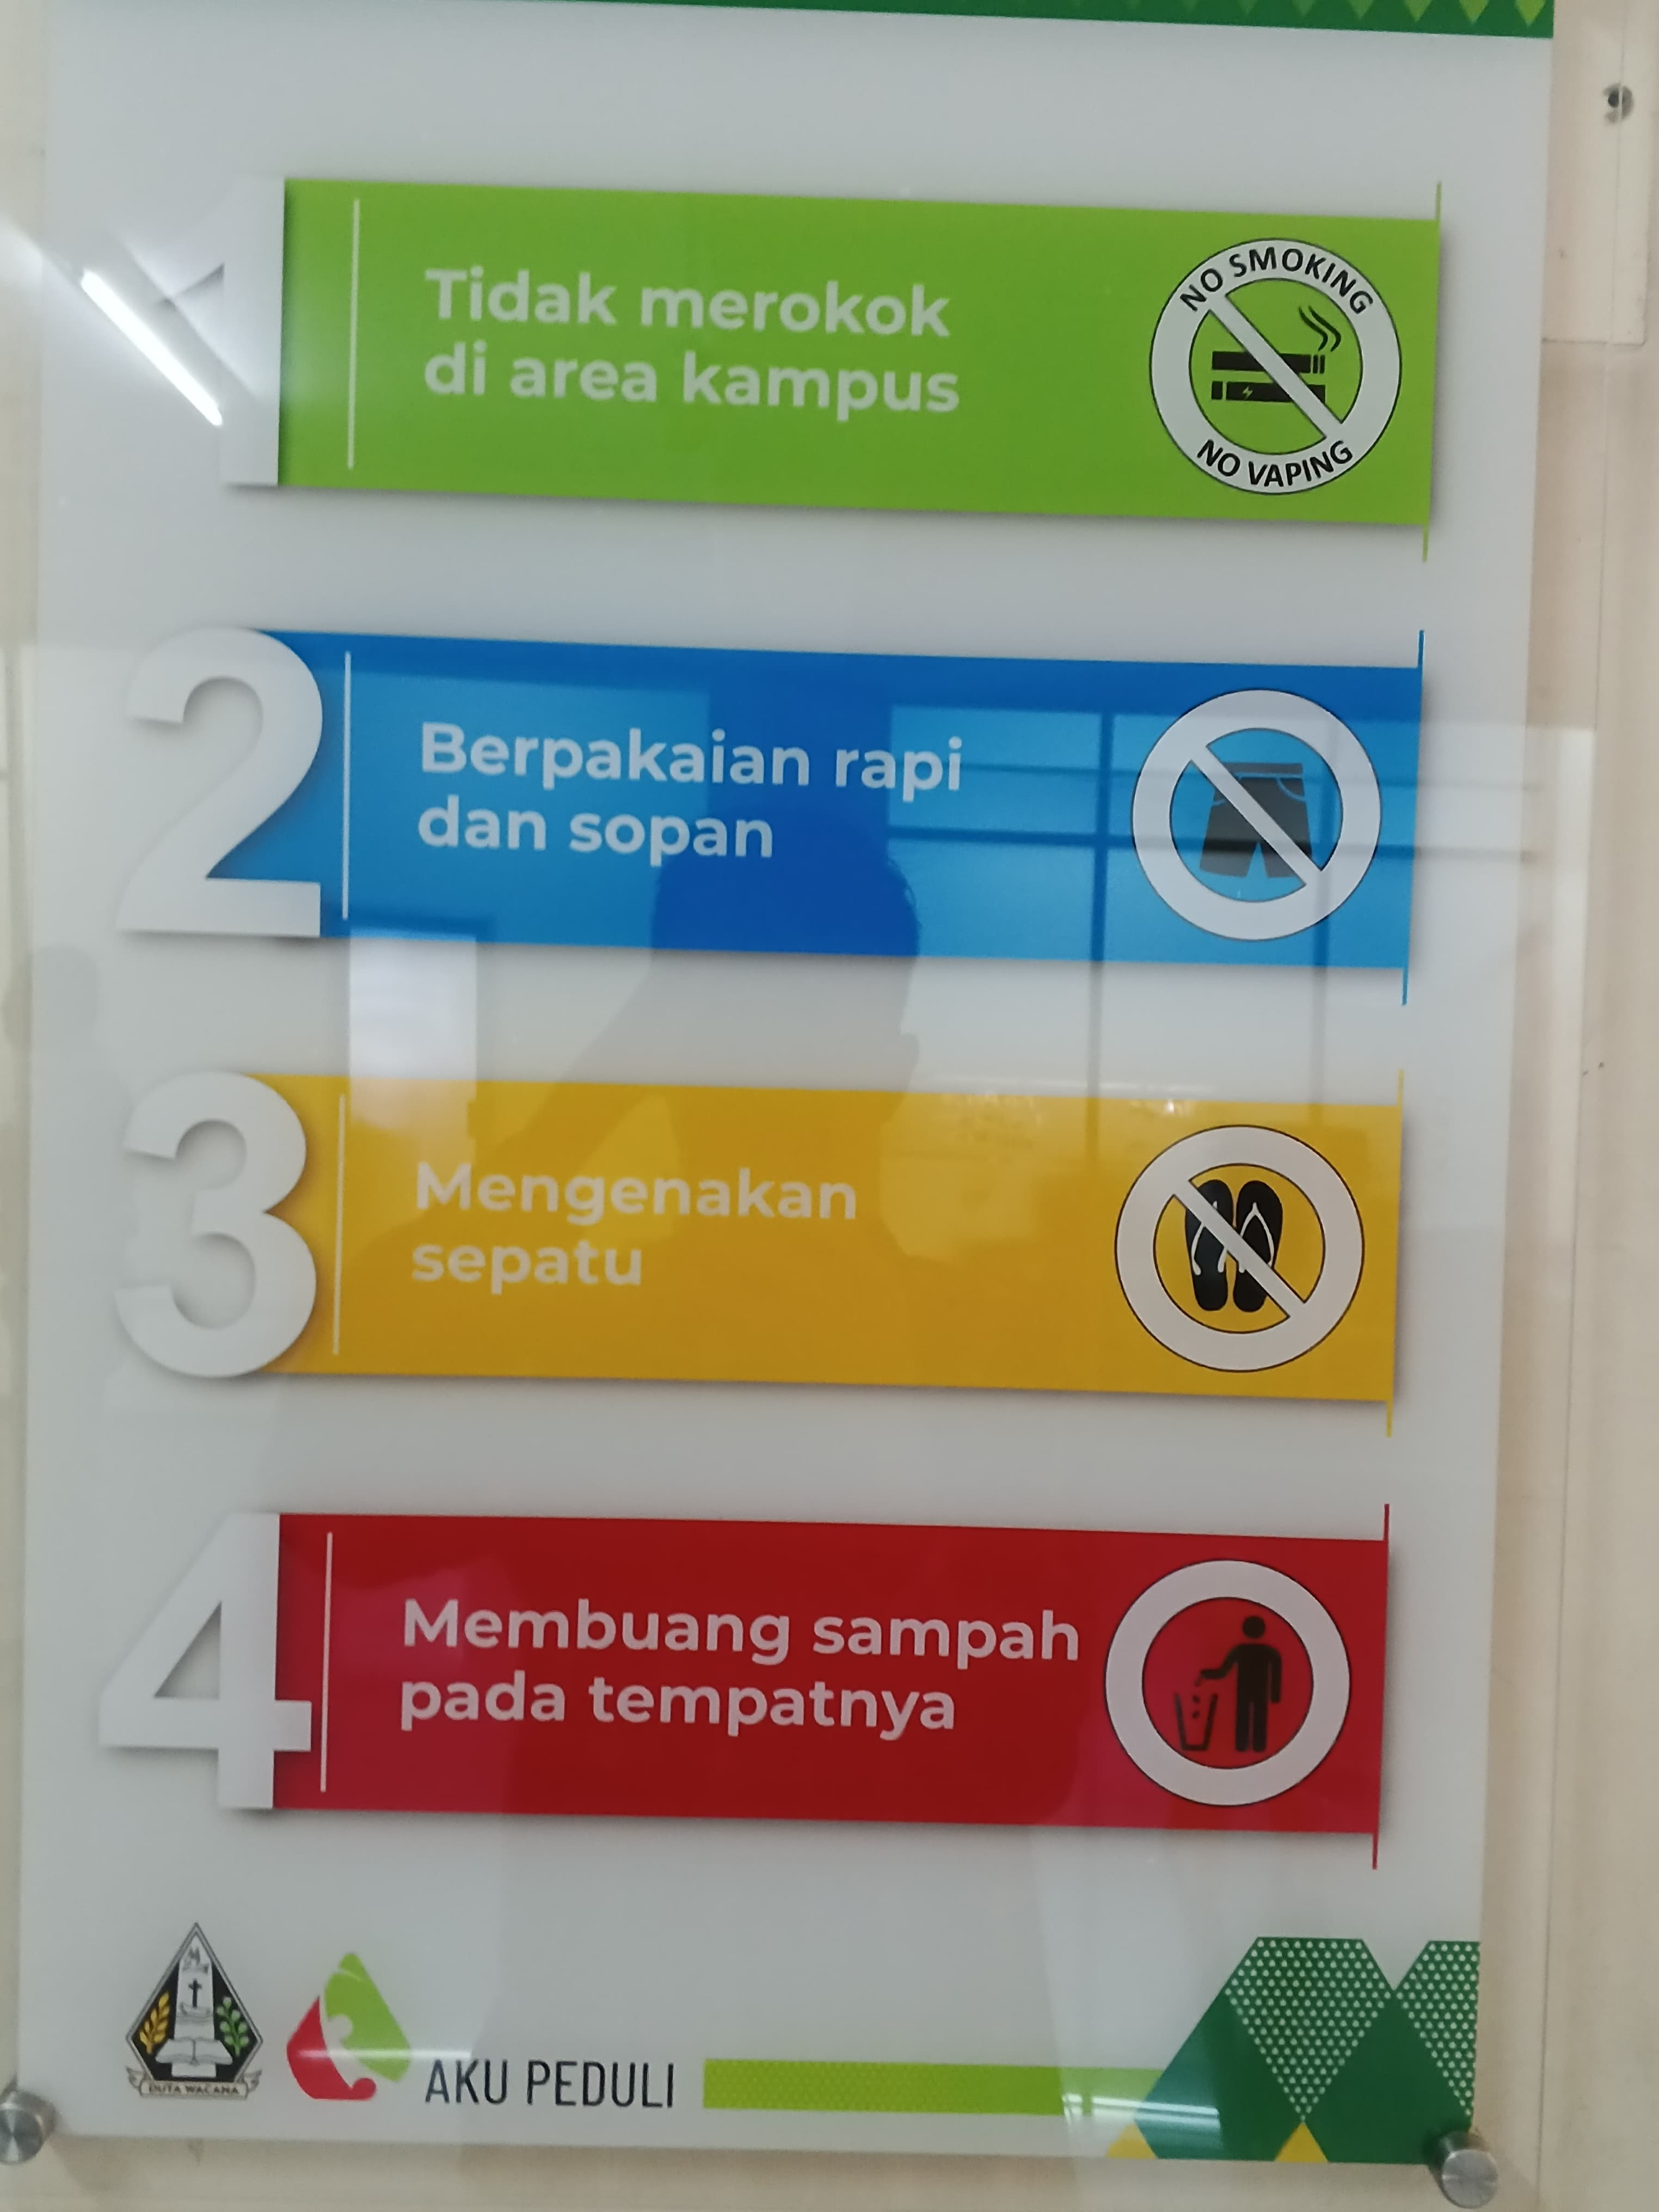 1
Tidak merokok
di area kampus
NO SMOKING
NO VAPING
2
Berpakaian rapi
dan sopan
3
Mengenakan
sepatu
4
Membuang sampah
pada tempatnya
DUTA WACANA
AKU PEDULI